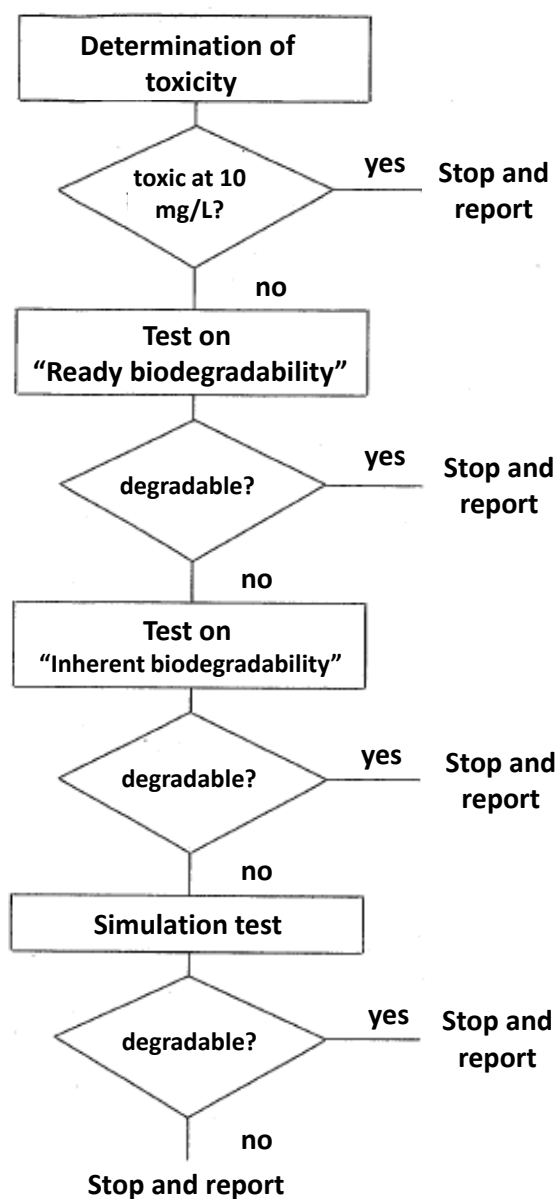 Determination of
toxicity
toxic at 10
mg/L?
yes
Stop and
report
no
Test on
“Ready biodegradability”
degradable?
yes
Stop and
report
no
Test on
“Inherent biodegradability”
degradable?
yes
Stop and
report
no
Simulation test
degradable?
yes
Stop and
report
no
Stop and report